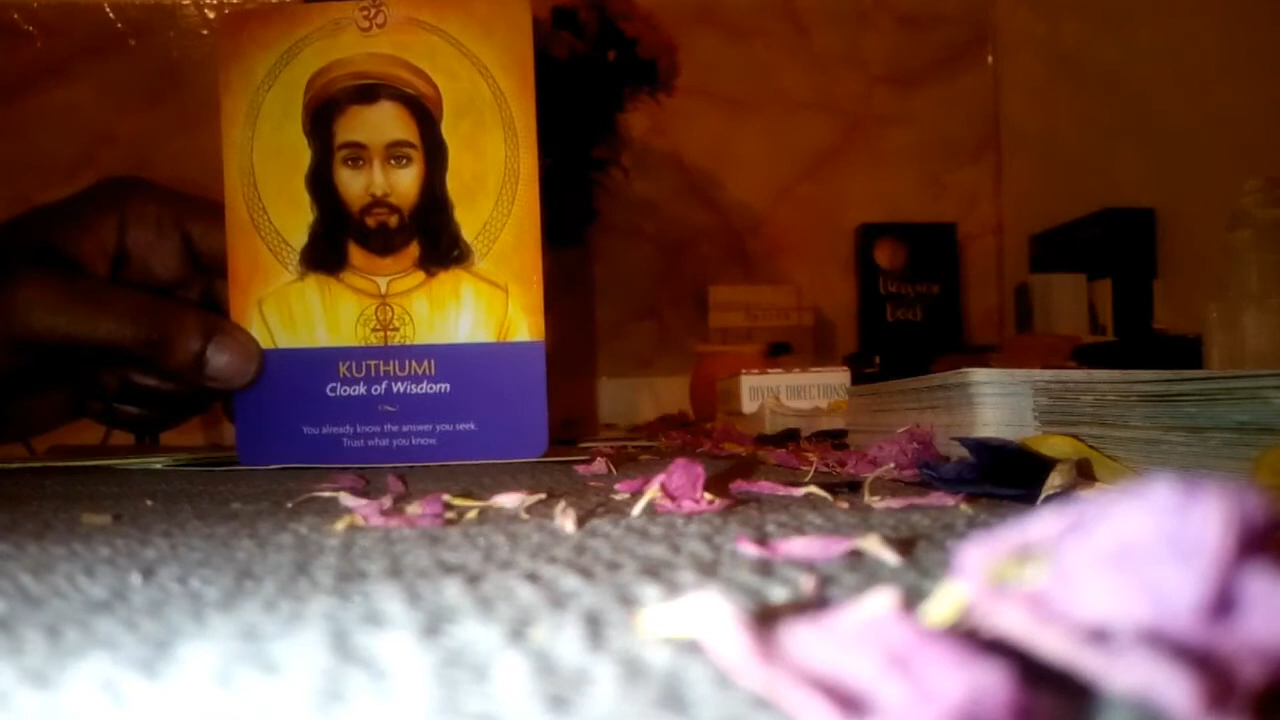 ॐ
KUTHUMI
Cloak of Wisdom
You already know the answer you seek.
Trust what you know.
DIVINE DIRECTIONS